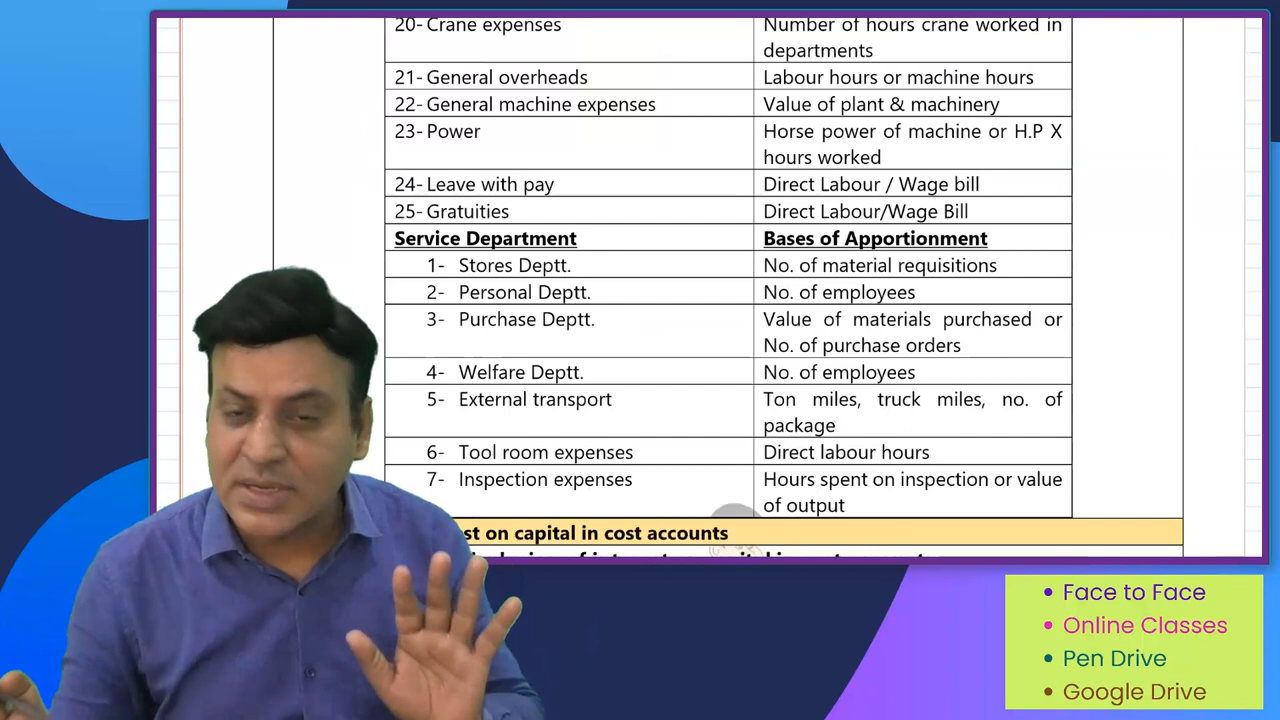 20- Crane expenses
Number of hours crane worked in
departments
21- General overheads
Labour hours or machine hours
22- General machine expenses
Value of plant & machinery
23- Power
Horse power of machine or H.P X
hours worked
24- Leave with pay
Direct Labour / Wage bill
25- Gratuities
Direct Labour/Wage Bill
Service Department
Bases of Apportionment
1- Stores Deptt.
No. of material requisitions
2- Personal Deptt.
No. of employees
3- Purchase Deptt.
Value of materials purchased or
No. of purchase orders
4- Welfare Deptt.
No. of employees
5- External transport
Ton miles, truck miles, no. of
package
6- Tool room expenses
Direct labour hours
7- Inspection expenses
Hours spent on inspection or value
of output
st on capital in cost accounts
• Face to Face
• Online Classes
• Pen Drive
• Google Drive